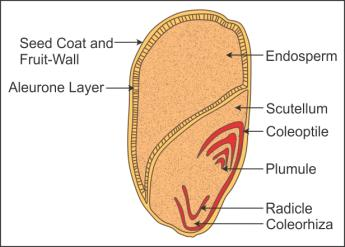 Seed Coat and
Fruit-Wall
Aleurone Layer
Endosperm
Scutellum
Coleoptile
Plumule
Radicle
Coleorhiza